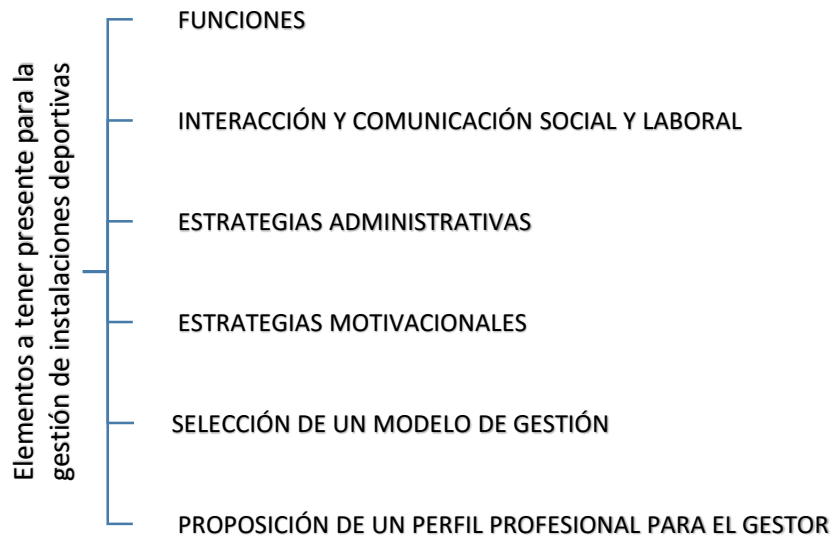 Elementos a tener presente para la
gestión de instalaciones deportivas
FUNCIONES
INTERACCIÓN Y COMUNICACIÓN SOCIAL Y LABORAL
ESTRATEGIAS ADMINISTRATIVAS
ESTRATEGIAS MOTIVACIONALES
SELECCIÓN DE UN MODELO DE GESTIÓN
PROPOSICIÓN DE UN PERFIL PROFESIONAL PARA EL GESTOR